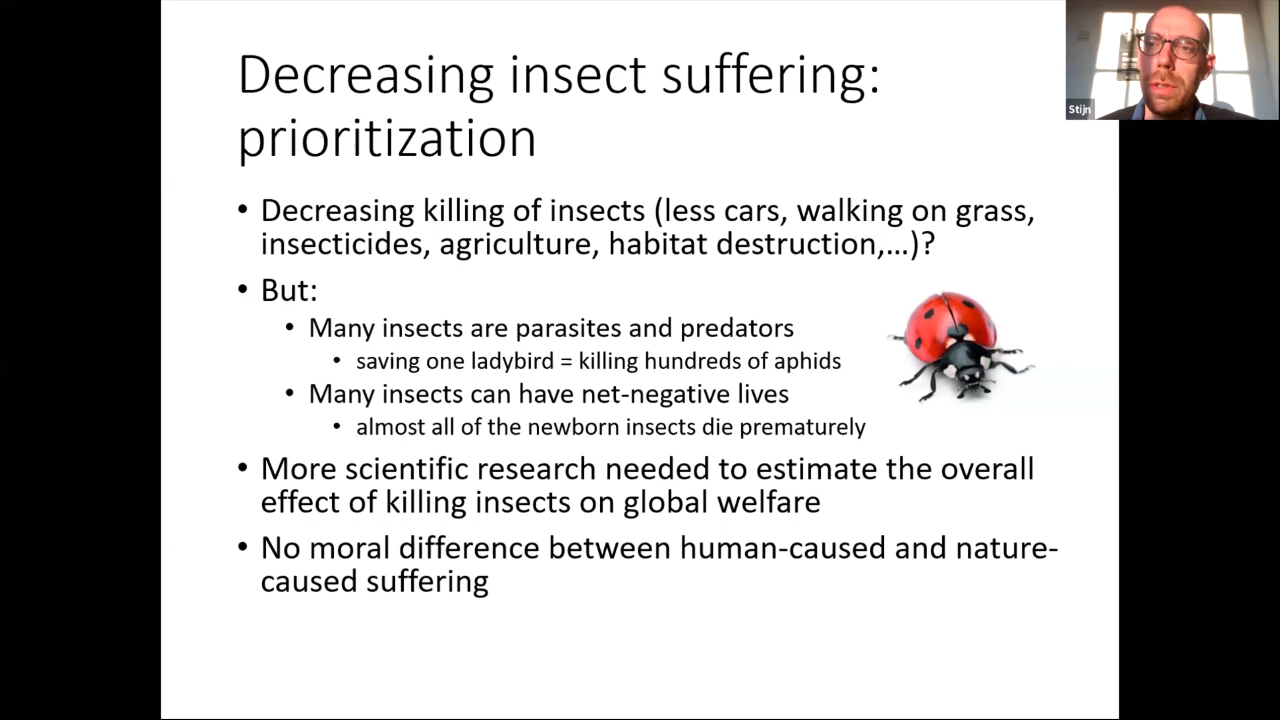 Decreasing insect suffering:
prioritization
• Decreasing killing of insects (less cars, walking on grass,
insecticides, agriculture, habitat destruction,...)?
• But:
• Many insects are parasites and predators
• saving one ladybird = killing hundreds of aphids
• Many insects can have net-negative lives
• almost all of the newborn insects die prematurely
• More scientific research needed to estimate the overall
effect of killing insects on global welfare
• No moral difference between human-caused and nature-
caused suffering
Stijn